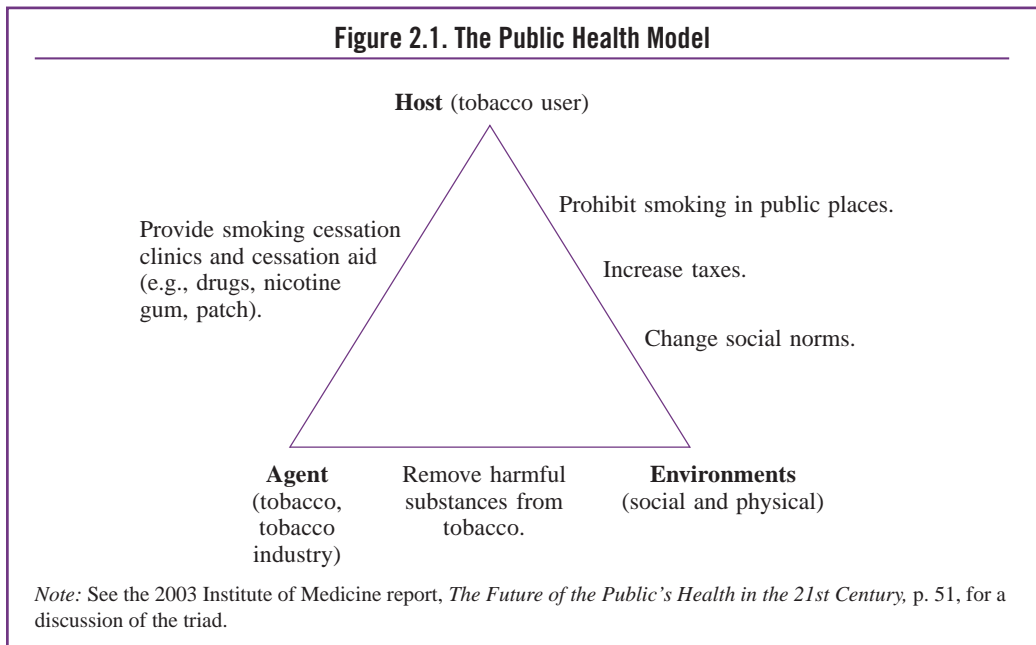 Figure 2.1. The Public Health Model
Host (tobacco user)
Provide smoking cessation
clinics and cessation aid
(e.g., drugs, nicotine
gum, patch).
Prohibit smoking in public places.
Increase taxes.
Change social norms.
Agent
(tobacco,
tobacco
industry)
Remove harmful
substances from
tobacco.
Environments
(social and physical)
Note: See the 2003 Institute of Medicine report, The Future of the Public’s Health in the 21st Century, p. 51, for a
discussion of the triad.